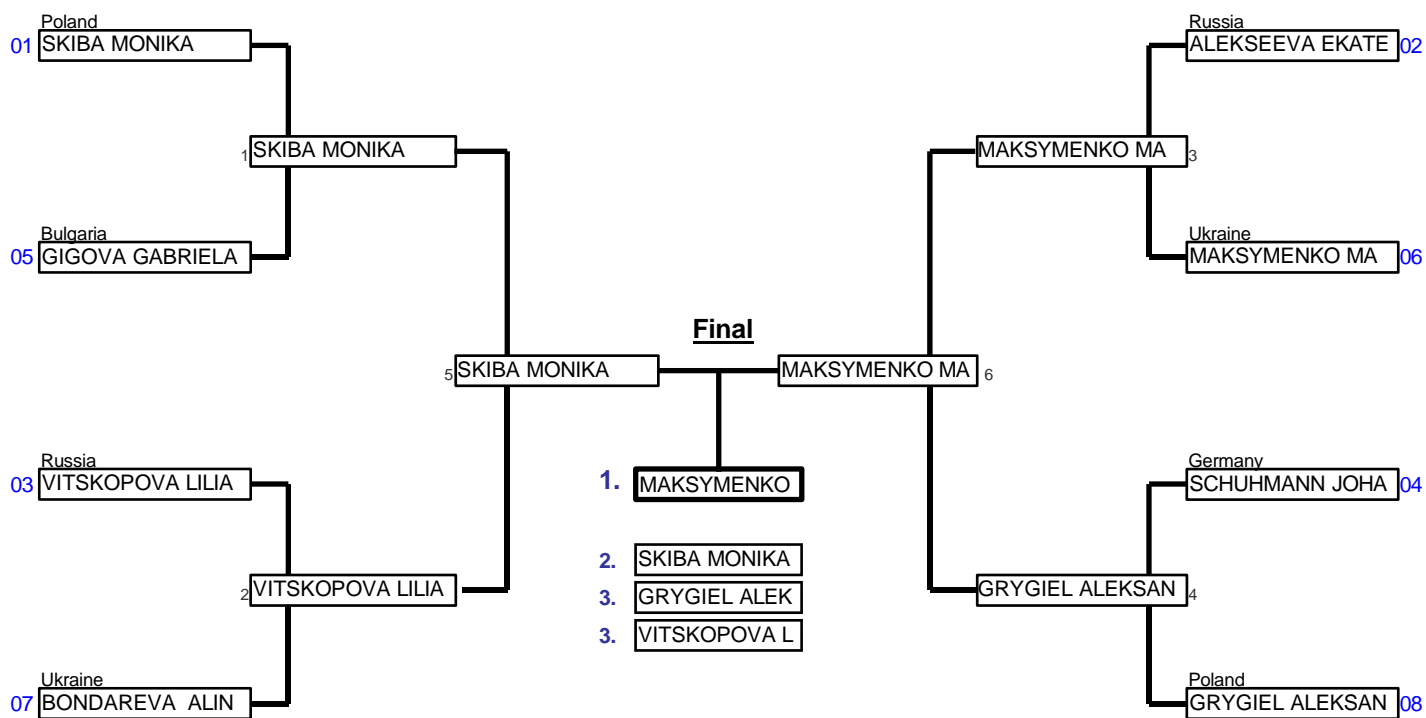 Poland
01 SKIBA MONIKA
Russia
ALEKSEEVA EKATE 02
1 SKIBA MONIKA
MAKSYMENKO MA 3
Bulgaria
05 GIGOVA GABRIELA
Ukraine
MAKSYMENKO MA 06
Final
5 SKIBA MONIKA
MAKSYMENKO MA 6
Russia
03 VITSKOPOVA LILIA
1. MAKSYMENKO
Germany
SCHUHMANN JOHA 04
2. SKIBA MONIKA
2 VITSKOPOVA LILIA
3. GRYGIEL ALEK
GRYGIEL ALEKSAN 4
3. VITSKOPOVA L
Ukraine
07 BONDAREVA ALIN
Poland
GRYGIEL ALEKSAN 08